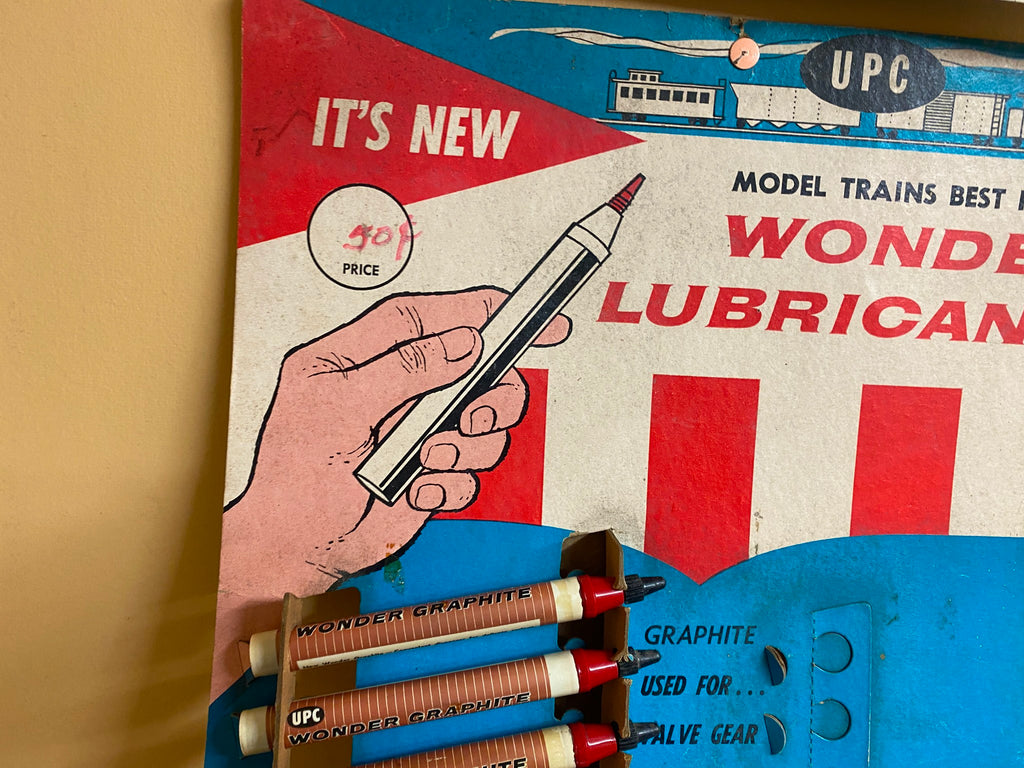 UPC
IT'S NEW
MODEL TRAINS BEST
50¢
PRICE
WONDE
LUBRICAN
WONDER GRAPHITE
GRAPHITE
USED FOR...
UPC
WONDER GRAPHITE
VALVE GEAR
GRAPHITE